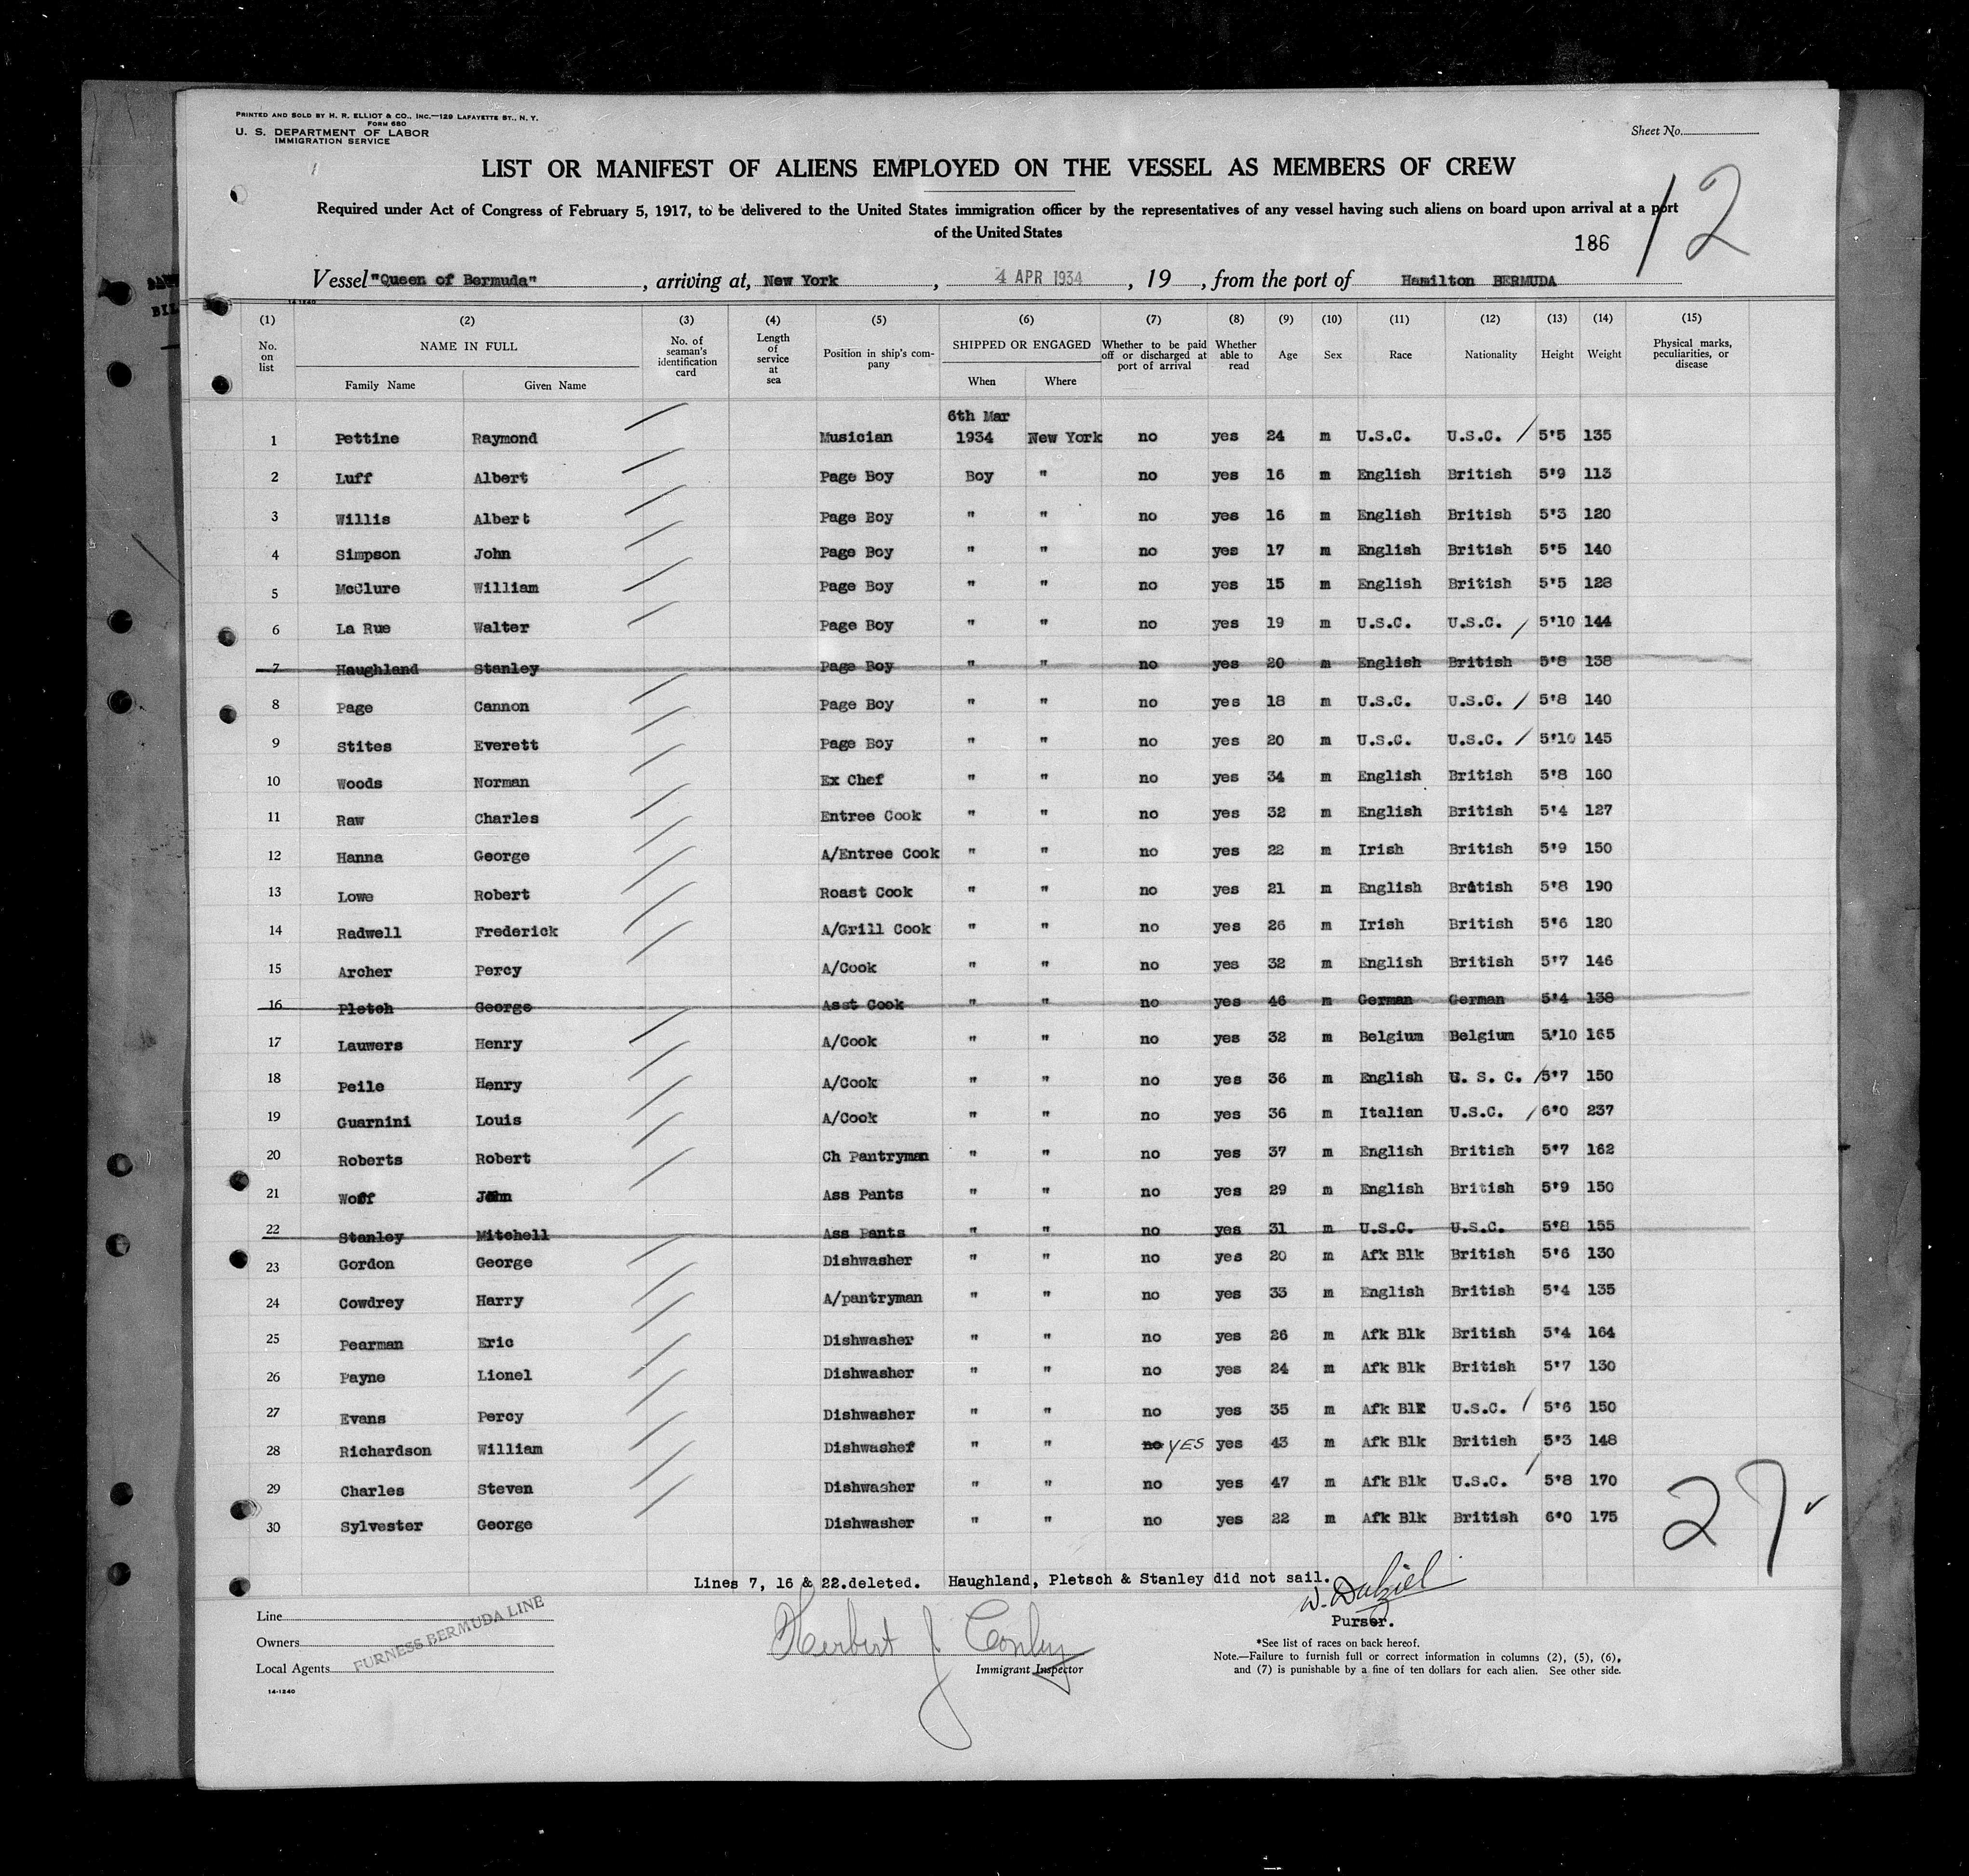 PRINTED AND SOLD BY H. R. ELLIOT & CO., INC.—129 LAFAYETTE ST., N. Y.
FORM 680
U. S. DEPARTMENT OF LABOR
IMMIGRATION SERVICE
Sheet No.
LIST OR MANIFEST OF ALIENS EMPLOYED ON THE VESSEL AS MEMBERS OF CREW
12
Required under Act of Congress of February 5, 1917, to be delivered to the United States immigration officer by the representatives of any vessel having such aliens on board upon arrival at a port
of the United States
186
Vessel "Queen of Bermuda" , arriving at, New York , 4 APR 1934 , 19 , from the port of Hamilton BERMUDA
14-1240
(1) (2) (3) (4) (5) (6) (7) (8) (9) (10) (11) (12) (13) (14) (15)
No. on list NAME IN FULL Family Name Given Name No. of seaman's identification card Length of service at sea Position in ship's company SHIPPED OR ENGAGED When Where Whether to be paid off or discharged at port of arrival Whether able to read Age Sex Race Nationality Height Weight Physical marks, peculiarities, or disease
6th Mar
1 Pettine Raymond Musician 1934 New York no yes 24 m U.S.C. U.S.C. / 5'5 135
2 Luff Albert Page Boy Boy " no yes 16 m English British 5'9 113
3 Willis Albert Page Boy " " no yes 16 m English British 5'3 120
4 Simpson John Page Boy " " no yes 17 m English British 5'5 140
5 McClure William Page Boy " " no yes 15 m English British 5'5 128
6 La Rue Walter Page Boy " " no yes 19 m U.S.C. U.S.C. / 5'10 144
7 Haughland Stanley Page Boy " " no yes 20 m English British 5'8 138
8 Page Cannon Page Boy " " no yes 18 m U.S.C. U.S.C. / 5'8 140
9 Stites Everett Page Boy " " no yes 20 m U.S.C. U.S.C. / 5'10 145
10 Woods Norman Ex Chef " " no yes 34 m English British 5'8 160
11 Raw Charles Entree Cook " " no yes 32 m English British 5'4 127
12 Hanna George A/Entree Cook " " no yes 22 m Irish British 5'9 150
13 Lowe Robert Roast Cook " " no yes 21 m English British 5'8 190
14 Radwell Frederick A/Grill Cook " " no yes 26 m Irish British 5'6 120
15 Archer Percy A/Cook " " no yes 32 m English British 5'7 146
16 Pletch George Asst Cook " " no yes 46 m German German 5'4 138
17 Lauwers Henry A/Cook " " no yes 32 m Belgium Belgium 5'10 165
18 Peile Henry A/Cook " " no yes 36 m English U. S. C. / 5'7 150
19 Guarnini Louis A/Cook " " no yes 36 m Italian U.S.C. / 6'0 237
20 Roberts Robert Ch Pantryman " " no yes 37 m English British 5'7 162
21 Woff John Ass Pants " " no yes 29 m English British 5'9 150
22 Stanley Mitchell Ass Pants " " no yes 31 m U.S.C. U.S.C. 5'8 155
23 Gordon George Dishwasher " " no yes 20 m Afk Blk British 5'6 130
24 Cowdrey Harry A/pantryman " " no yes 33 m English British 5'4 135
25 Pearman Eric Dishwasher " " no yes 26 m Afk Blk British 5'4 164
26 Payne Lionel Dishwasher " " no yes 24 m Afk Blk British 5'7 130
27 Evans Percy Dishwasher " " no yes 35 m Afk Blk U.S.C. / 5'6 150
28 Richardson William Dishwashef " " no YES yes 43 m Afk Blk British 5'3 148
29 Charles Steven Dishwasher " " no yes 47 m Afk Blk U.S.C. / 5'8 170
30 Sylvester George Dishwasher " " no yes 22 m Afk Blk British 6'0 175
27
Lines 7, 16 & 22.deleted. Haughland, Pletsch & Stanley did not sail.
W. Dalziel
Purser.
Line
Owners
Local Agents
FURNESS BERMUDA LINE
14-1240
Herbert J Conley
Immigrant Inspector
*See list of races on back hereof.
Note.—Failure to furnish full or correct information in columns (2), (5), (6),
and (7) is punishable by a fine of ten dollars for each alien. See other side.